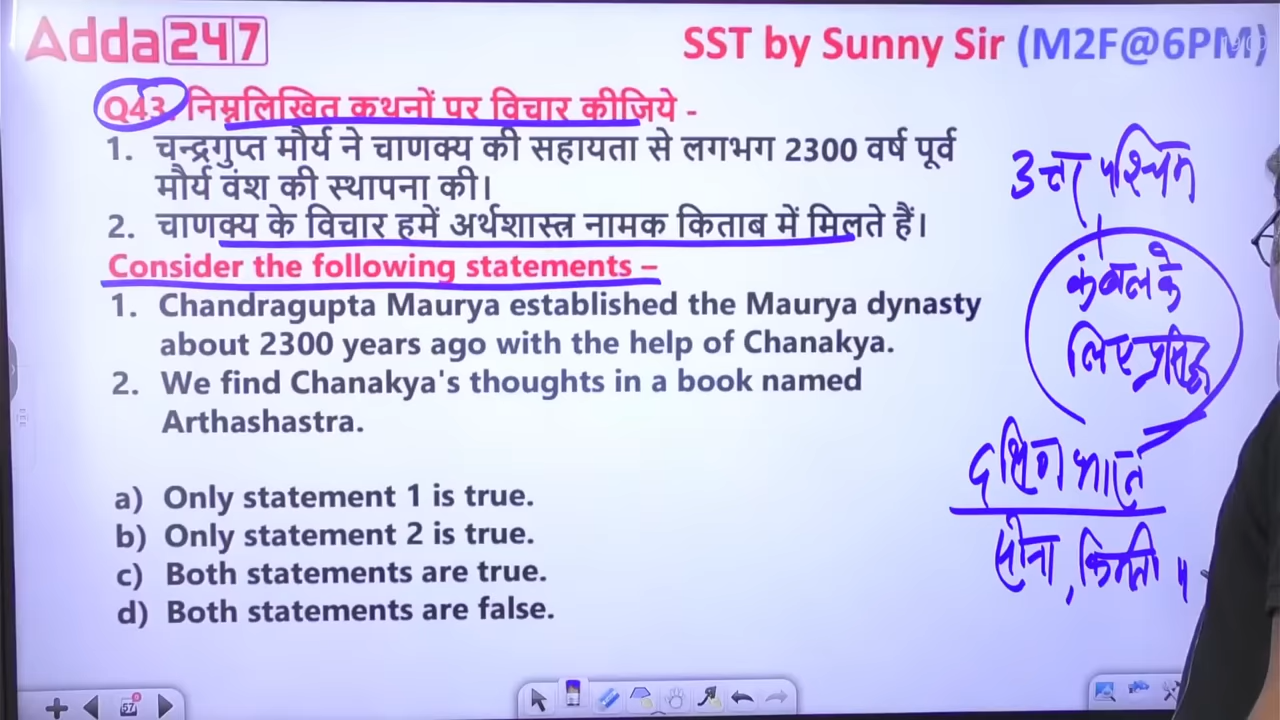 Adda 247
SST by Sunny Sir (M2F@6PM)
Q43. निम्नलिखित कथनों पर विचार कीजिये -
1. चन्द्रगुप्त मौर्य ने चाणक्य की सहायता से लगभग 2300 वर्ष पूर्व
मौर्य वंश की स्थापना की।
2. चाणक्य के विचार हमें अर्थशास्त्र नामक किताब में मिलते हैं।
Consider the following statements –
1. Chandragupta Maurya established the Maurya dynasty
about 2300 years ago with the help of Chanakya.
2. We find Chanakya's thoughts in a book named
Arthashastra.
a) Only statement 1 is true.
b) Only statement 2 is true.
c) Both statements are true.
d) Both statements are false.
उत्तर पश्चिम
कंबल के
लिए प्रसिद्ध
दक्षिण भारत
सोना,
57